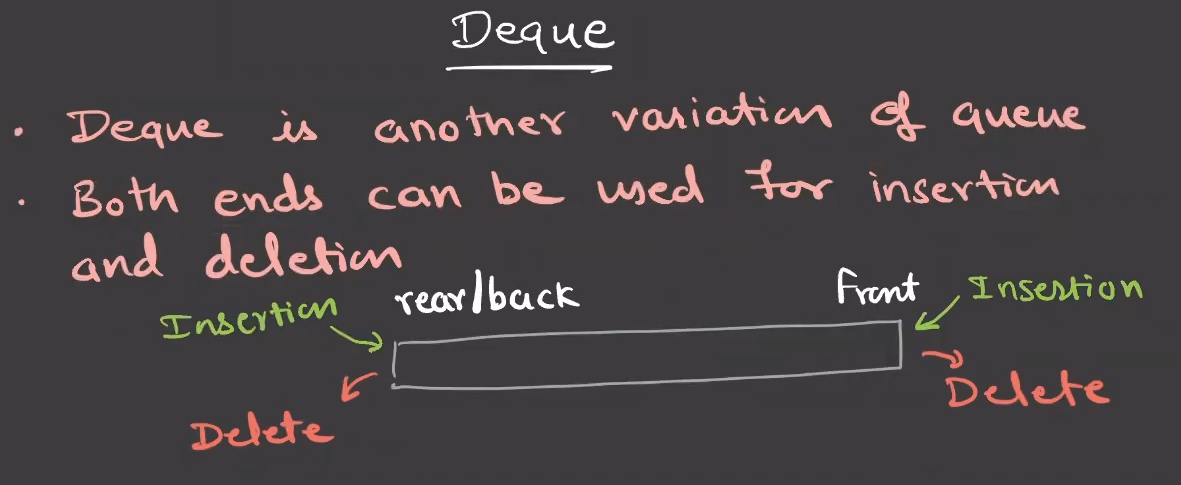 Deque
• Deque is another variation of queue
• Both ends can be used for insertion
and deletion
Insertion rear/back Front Insertion
Delete Delete